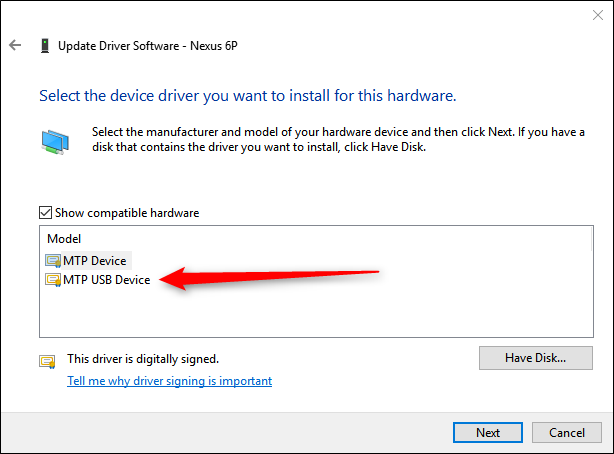 Update Driver Software - Nexus 6P
Select the device driver you want to install for this hardware.
Select the manufacturer and model of your hardware device and then click Next. If you have a
disk that contains the driver you want to install, click Have Disk.
Show compatible hardware
Model
MTP Device
MTP USB Device
This driver is digitally signed.
Have Disk...
Tell me why driver signing is important
Next
Cancel